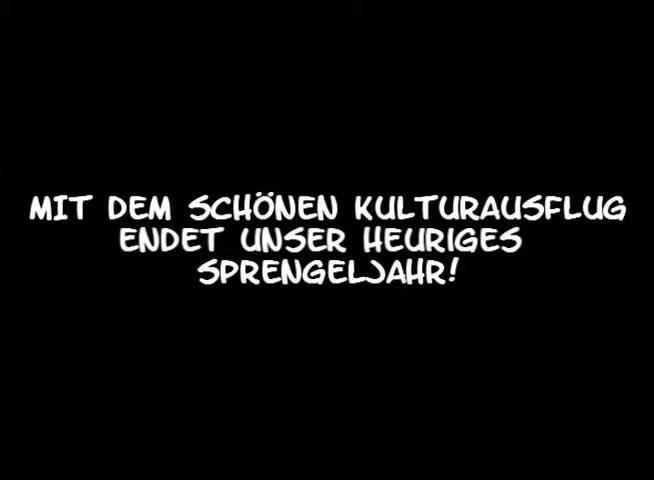 MIT DEM SCHÖNEN KULTURAUSFLUG
ENDET UNSER HEURIGES
SPRENGELJAHR!